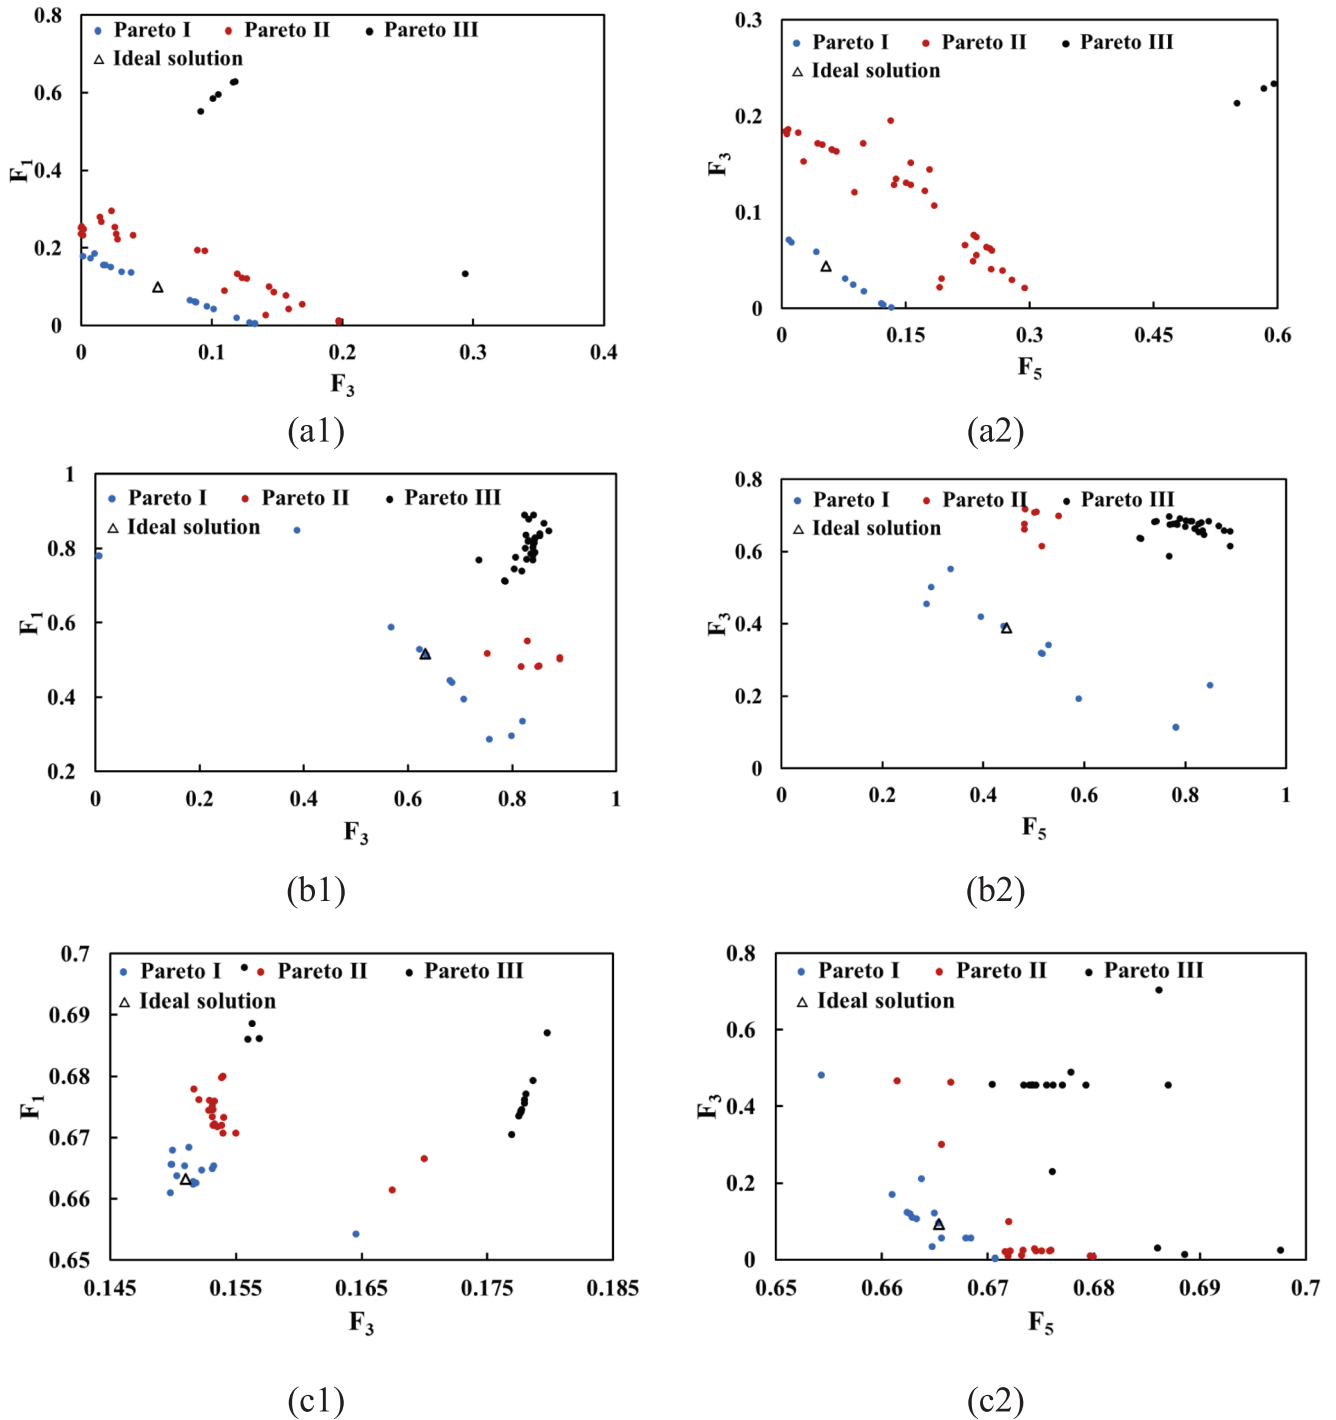 0.8
Pareto I Pareto II Pareto III
Ideal solution
0.6
F1
0.4
0.2
0
0 0.1 0.2 0.3 0.4
F3
(a1)
0.3
Pareto I Pareto II Pareto III
Ideal solution
0.2
F3
0.1
0
0 0.15 0.3 0.45 0.6
F5
(a2)
1
Pareto I Pareto II Pareto III
Ideal solution
0.8
F1
0.6
0.4
0.2
0 0.2 0.4 0.6 0.8 1
F3
(b1)
0.8
Pareto I Pareto II Pareto III
Ideal solution
0.6
F3
0.4
0.2
0
0 0.2 0.4 0.6 0.8 1
F5
(b2)
0.7
Pareto I Pareto II Pareto III
Ideal solution
0.69
0.68
F1
0.67
0.66
0.65
0.145 0.155 0.165 0.175 0.185
F3
(c1)
0.8
Pareto I Pareto II Pareto III
Ideal solution
0.6
F3
0.4
0.2
0
0.65 0.66 0.67 0.68 0.69 0.7
F5
(c2)